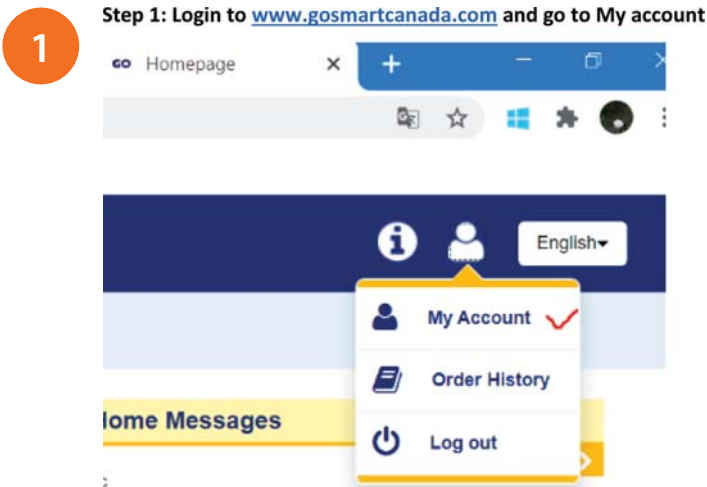 Step 1: Login to www.gosmartcanada.com and go to My account
1
GO Homepage
English
My Account
Order History
ome Messages
Log out